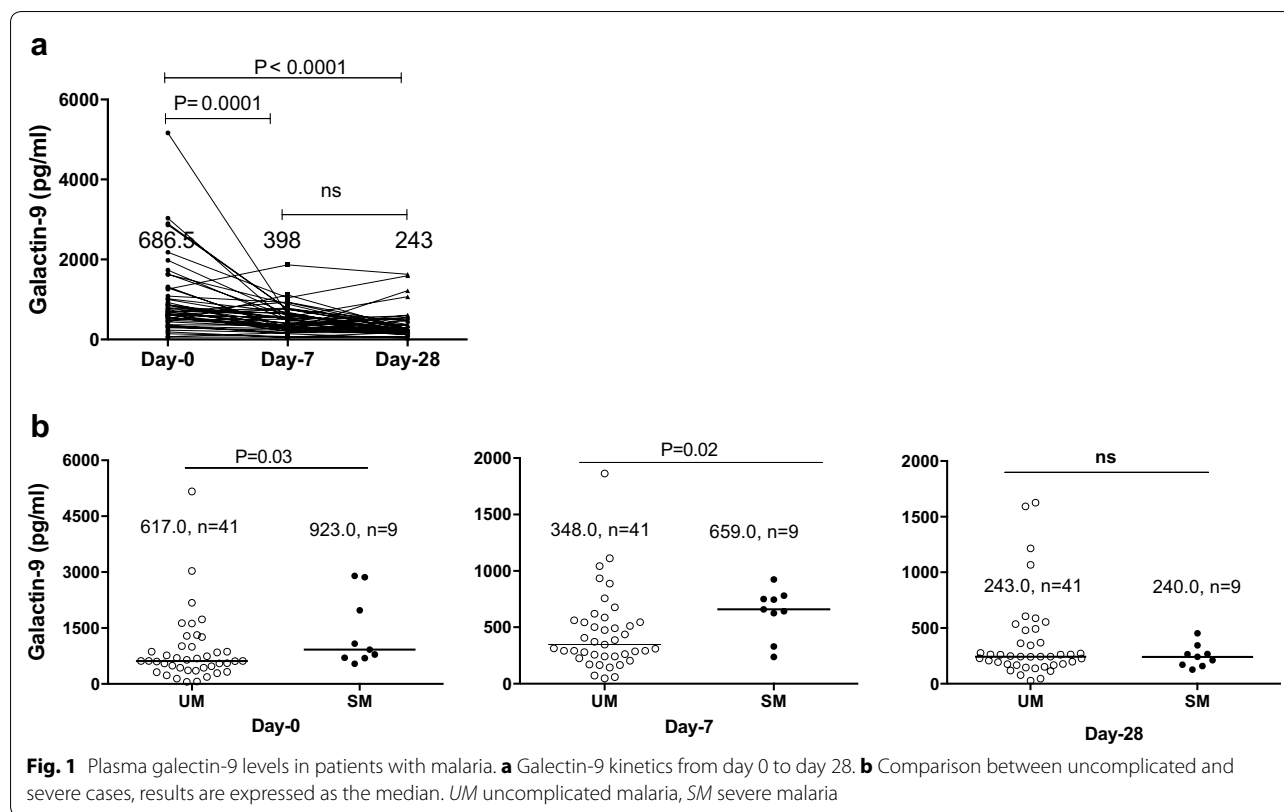 a
P< 0.0001
P= 0.0001
ns
686.5 398 243
Galactin-9 (pg/ml)
6000
4000
2000
0
Day-0 Day-7 Day-28
b
Galactin-9 (pg/ml)
6000
4500
3000
1500
0
P=0.03
617.0, n=41 923.0, n=9
UM SM
Day-0
2000
1500
1000
500
0
P=0.02
348.0, n=41 659.0, n=9
UM SM
Day-7
2000
1500
1000
500
0
ns
243.0, n=41 240.0, n=9
UM SM
Day-28
Fig. 1 Plasma galectin-9 levels in patients with malaria. a Galectin-9 kinetics from day 0 to day 28. b Comparison between uncomplicated and
severe cases, results are expressed as the median. UM uncomplicated malaria, SM severe malaria